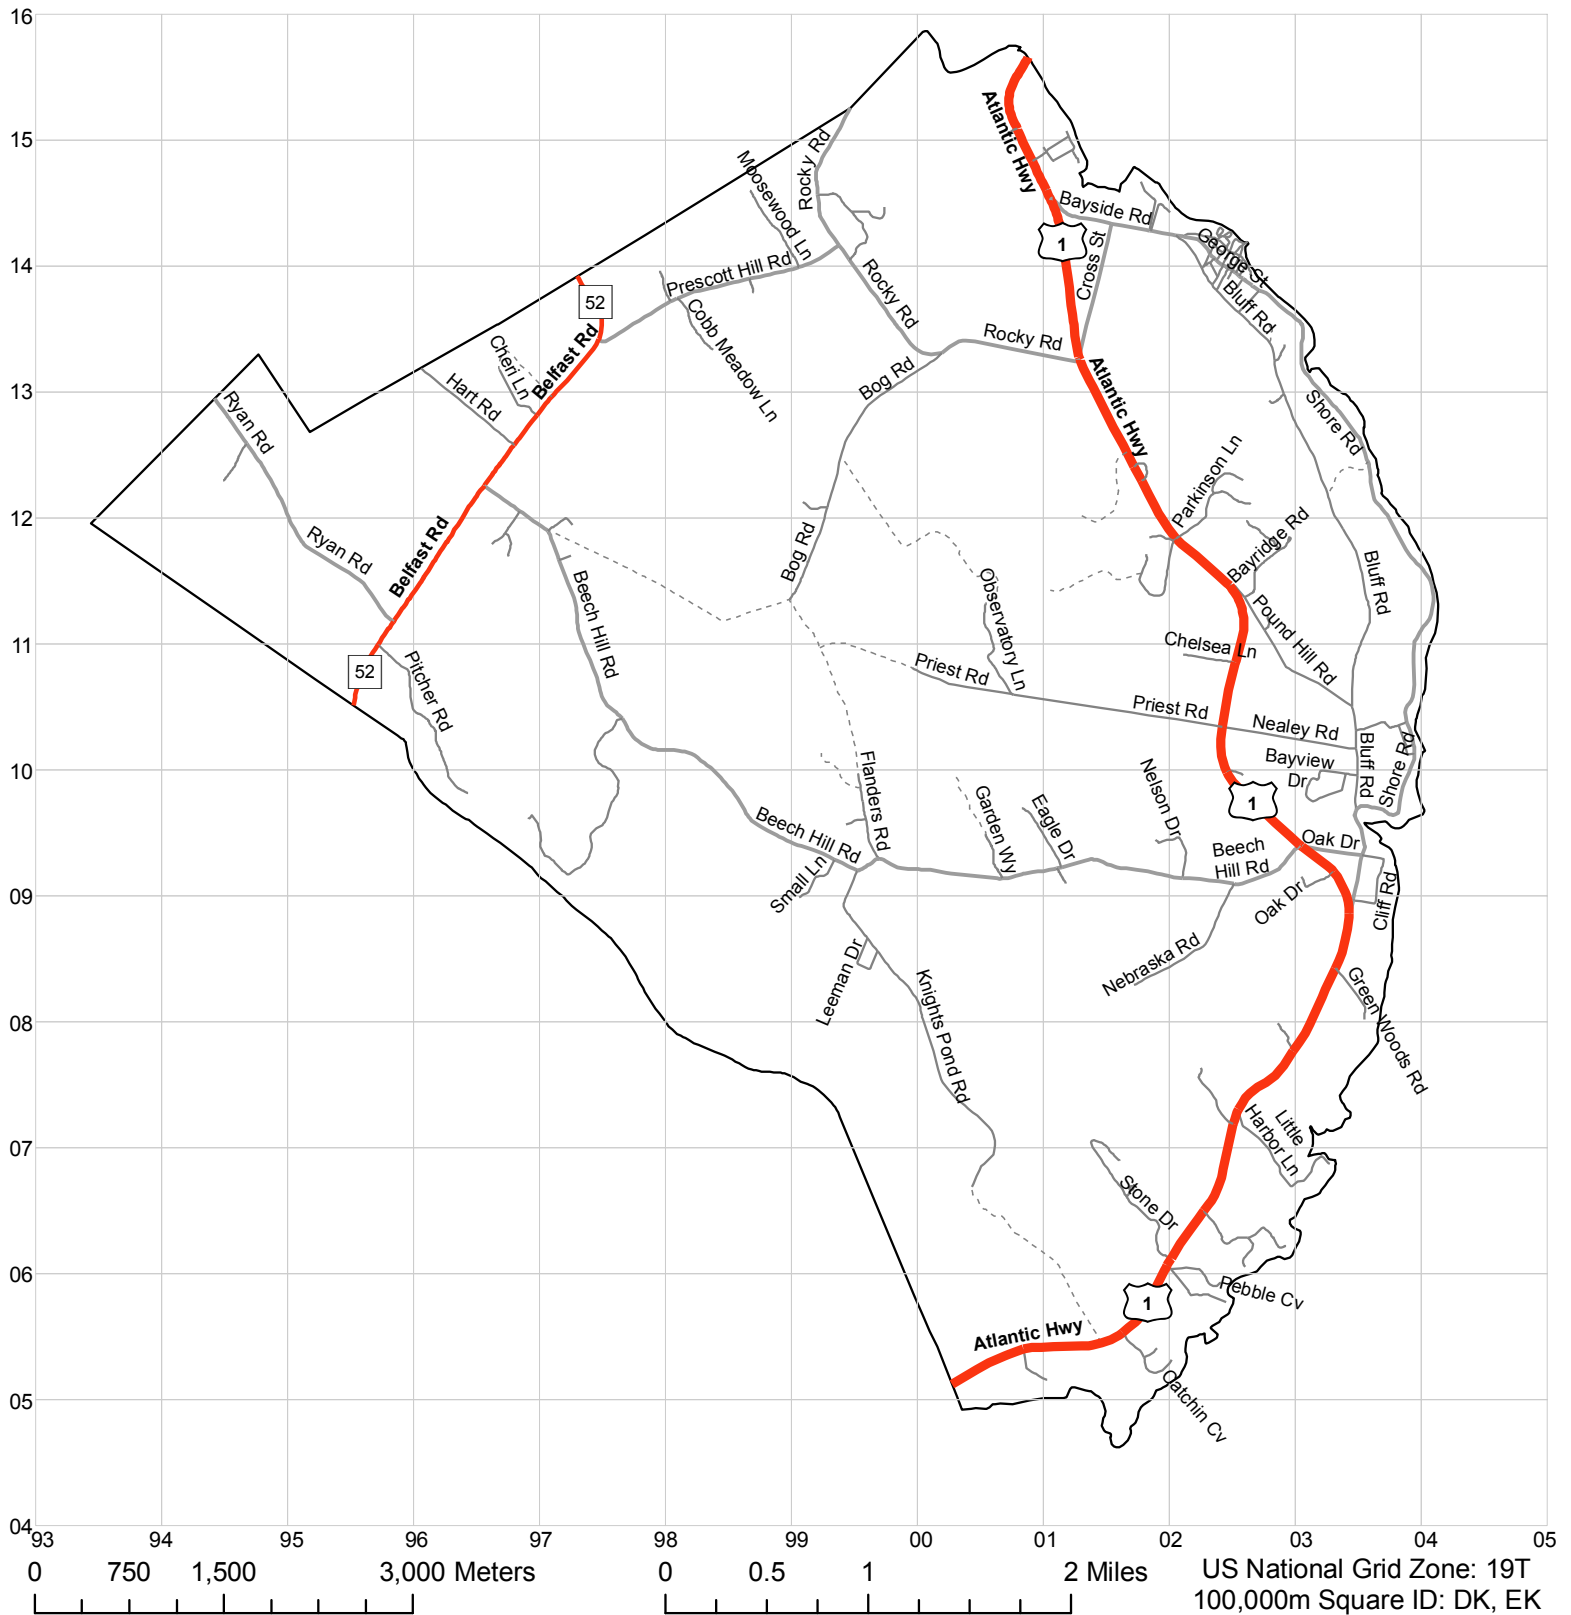 16
15
14
13
12
11
10
09
08
07
06
05
04
Atlantic Hwy
Rocky Rd
Rocky Rd
Moosewood Ln
Bayside Rd
1
Cross St
George St
Prescott Hill Rd
Rocky Rd
Bluff Rd
52
Cobb Meadow Ln
Rocky Rd
Cheri Ln
Belfast Rd
Hart Rd
Bog Rd
Atlantic Hwy
Shore Rd
Ryan Rd
Parkinson Ln
Ryan Rd
Belfast Rd
Bog Rd
Bayridge Rd
Beech Hill Rd
Observatory Ln
Bluff Rd
Pound Hill Rd
Chelsea Ln
52
Pitcher Rd
Priest Rd
Priest Rd
Nealey Rd
Bayview
Dr
Bluff Rd
Shore Rd
Flanders Rd
Garden Wy
Eagle Dr
Nelson Dr
1
Beech Hill Rd
Beech
Hill Rd
Oak Dr
Small Ln
Oak Dr
Cliff Rd
Leeman Dr
Knights Pond Rd
Nebraska Rd
Green Woods Rd
Little
Harbor Ln
Stone Dr
Pebble Cv
1
Atlantic Hwy
Catchin Cv
93 94 95 96 97 98 99 00 01 02 03 04 05
0 750 1,500 3,000 Meters
0 0.5 1 2 Miles
US National Grid Zone: 19T
100,000m Square ID: DK, EK